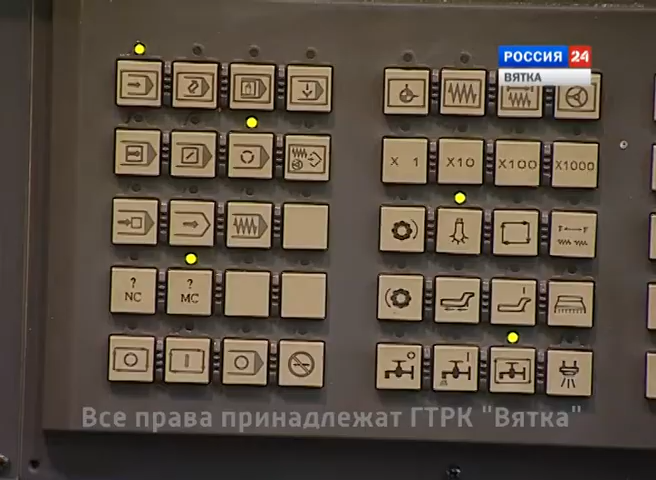 РОССИЯ 24
ВЯТКА
X 1 X10 X100 X1000
F F
? ?
NC MC
Все права принадлежат ГТРК "Вятка"